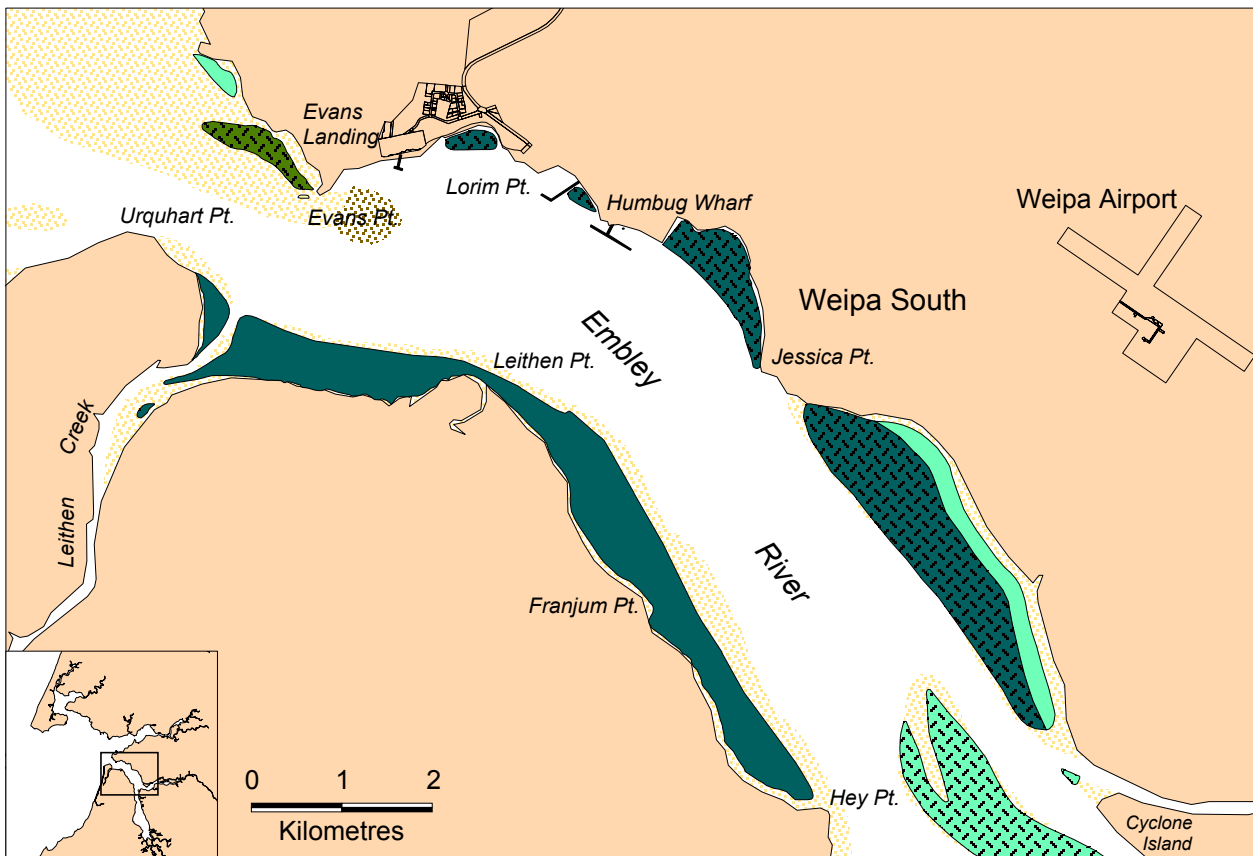 Evans
Landing
Lorim Pt.
Humbug Wharf
Weipa Airport
Urquhart Pt.
Evans Pt.
Weipa South
Embley
Leithen Pt.
Jessica Pt.
Creek
Leithen
River
Franjum Pt.
0 1 2
Kilometres
Hey Pt.
Cyclone
Island